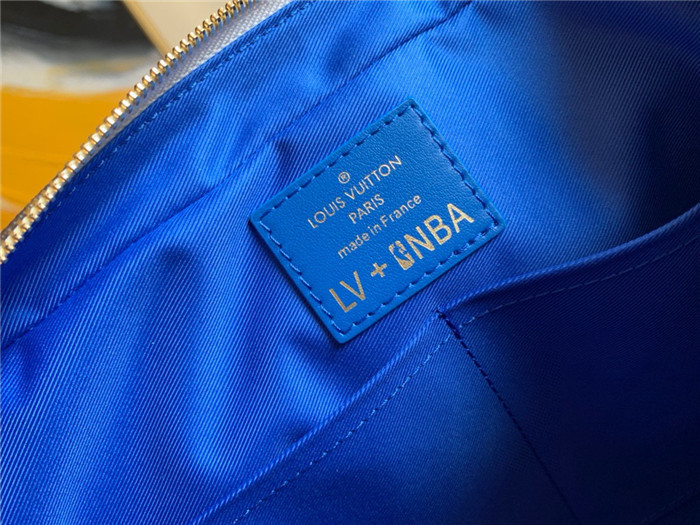 ®
LOUIS VUITTON
PARIS
made in France
LV + NBA